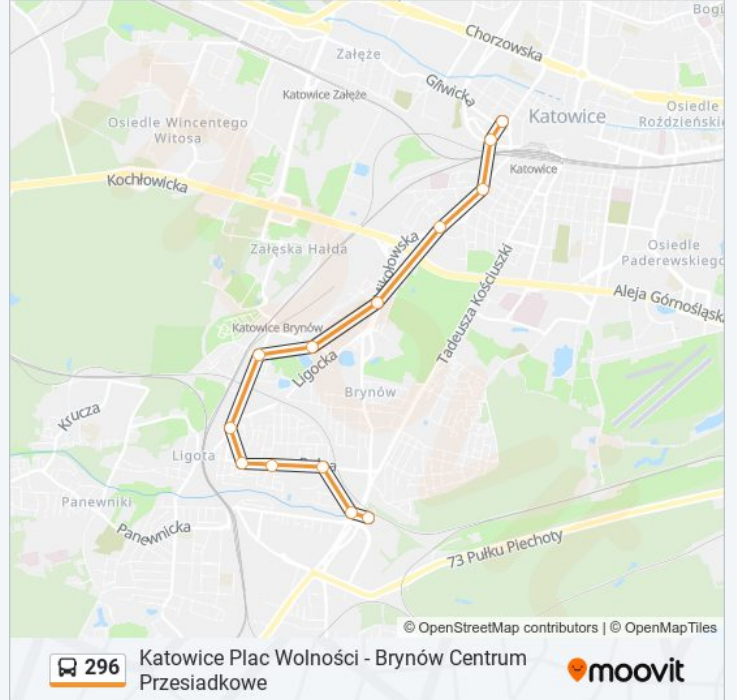 Bogu
Chorzowska
Załęże
Gliwicka
Katowice Załęże
Katowice
Osiedle
Roździeńskie
Osiedle Wincentego
Witosa
Katowice
Kochłowicka
Mikołowska
Załęska Hałda
Osiedle
Paderewskiego
Tadeusza Kościuszki
Aleja Górnośląska
Katowice Brynów
Ligocka
Brynów
Krucza
Ligota
Panewniki
Panewnicka
73 Pułku Piechoty
© OpenStreetMap contributors | © OpenMapTiles
296
Katowice Plac Wolności - Brynów Centrum
Przesiadkowe
moovit